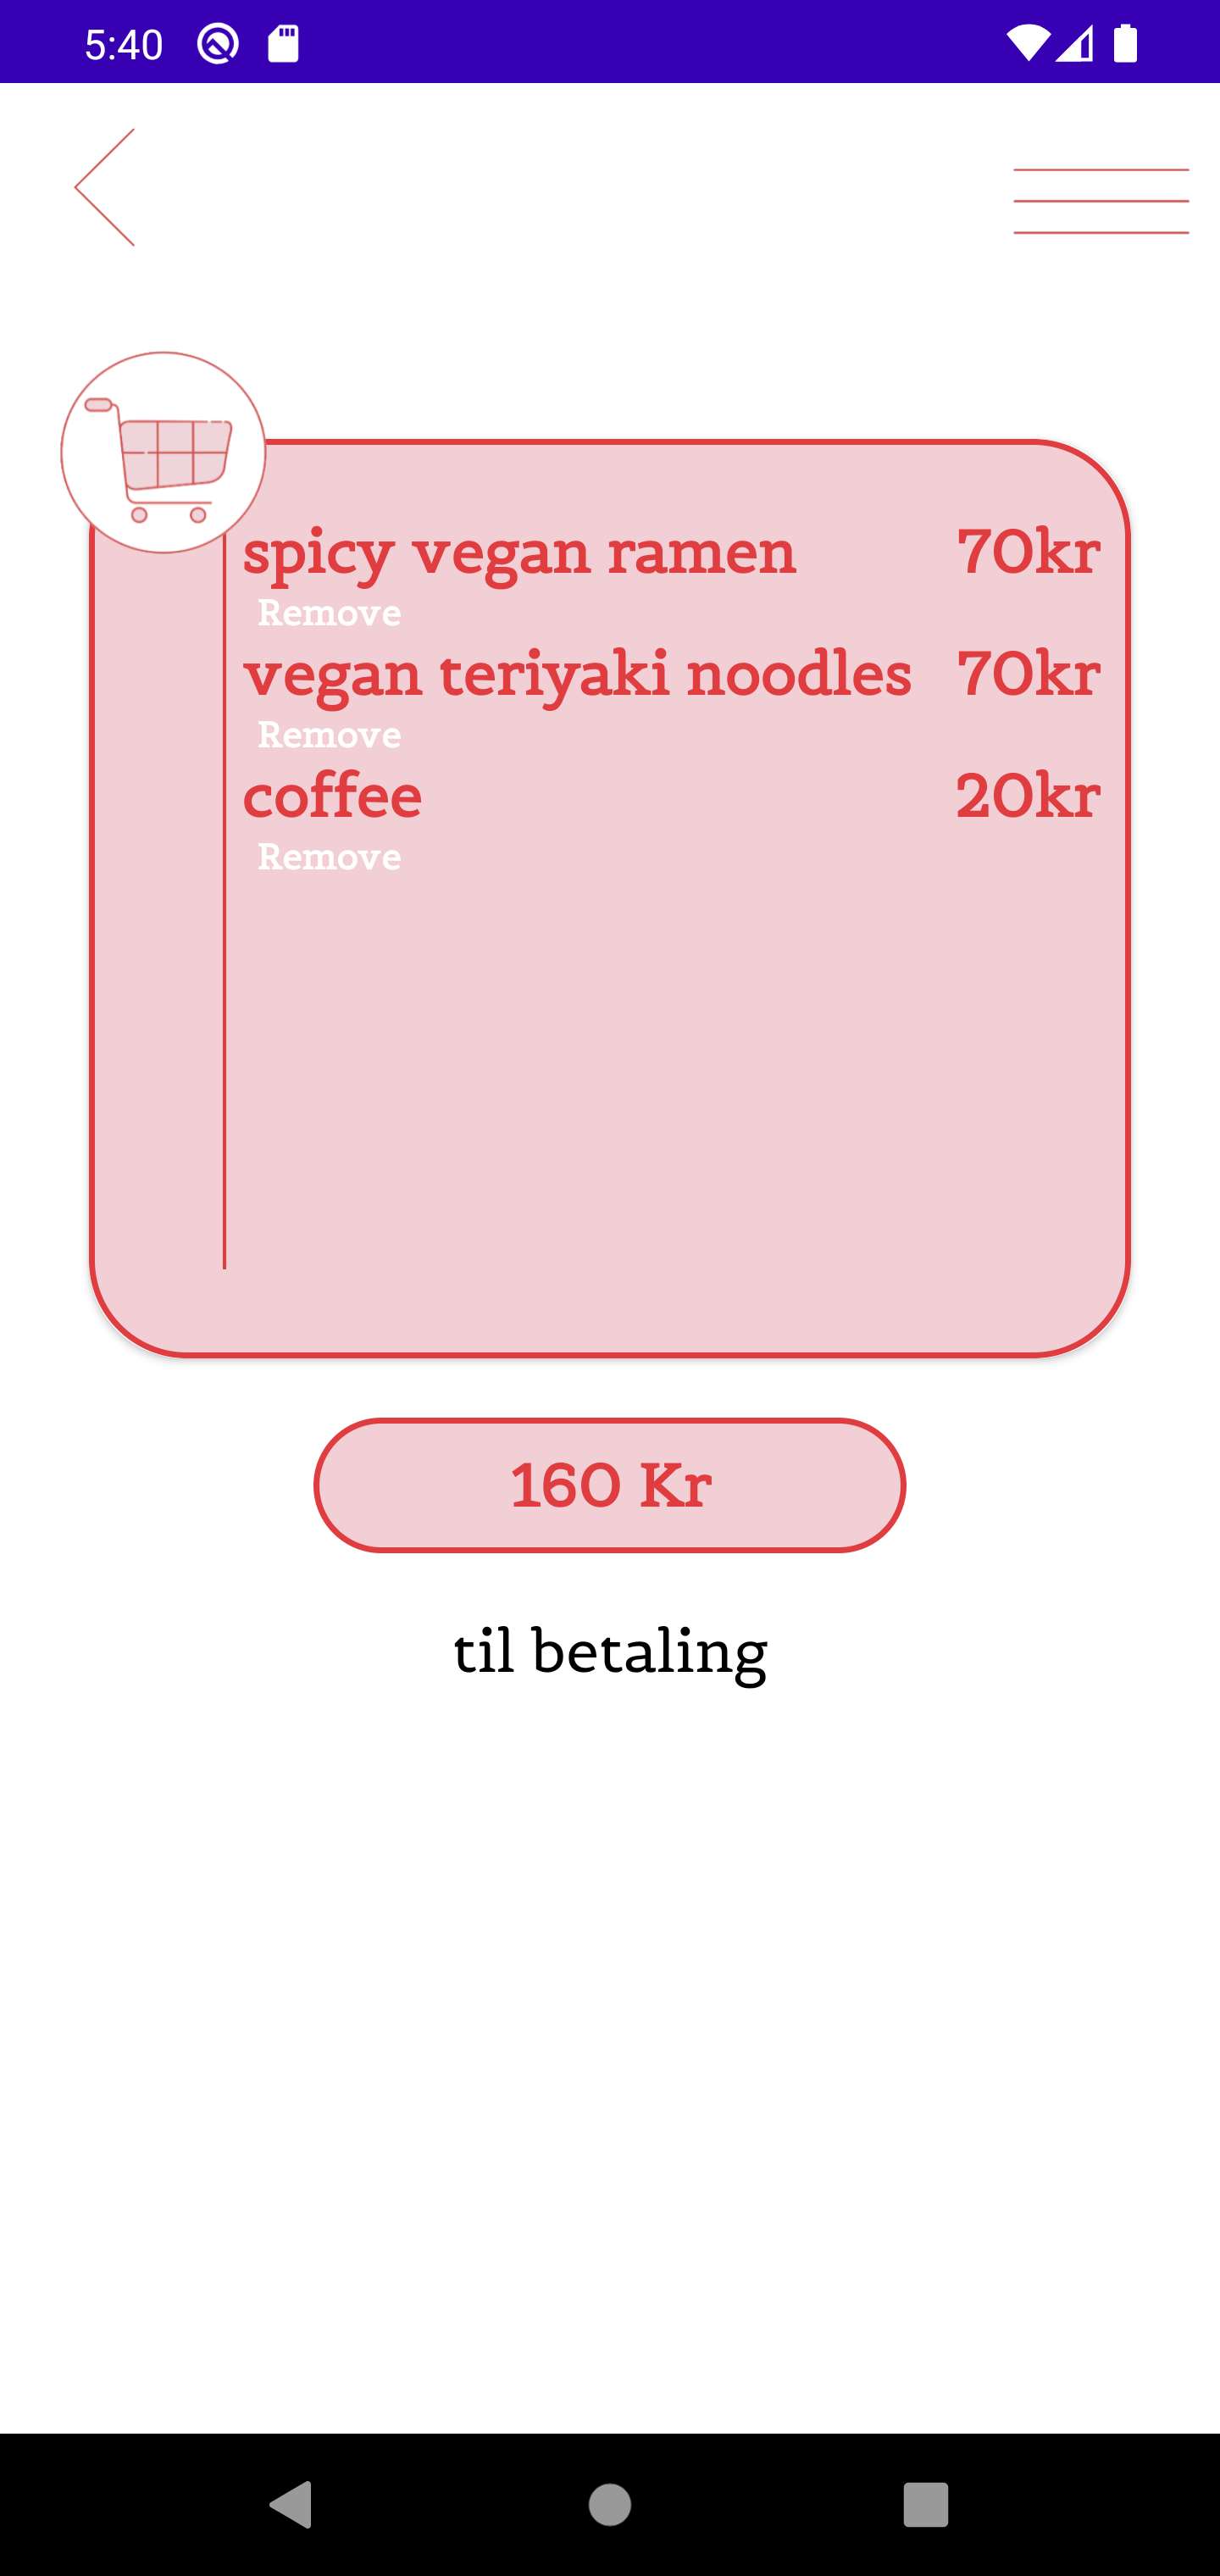 5:40
spicy vegan ramen 70kr
Remove
vegan teriyaki noodles 70kr
Remove
coffee 20kr
Remove
160 Kr
til betaling